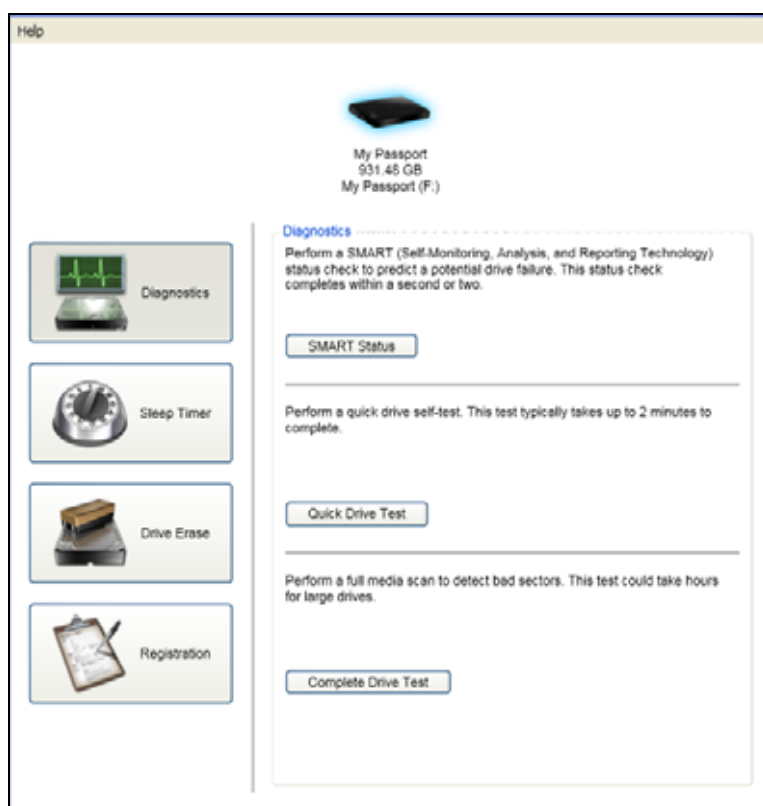 Help
My Passport
931.48 GB
My Passport (F:)
Diagnostics
Sleep Timer
Drive Erase
Registration
Diagnostics
Perform a SMART (Self-Monitoring, Analysis, and Reporting Technology)
status check to predict a potential drive failure. This status check
completes within a second or two.
SMART Status
Perform a quick drive self-test. This test typically takes up to 2 minutes to
complete.
Quick Drive Test
Perform a full media scan to detect bad sectors. This test could take hours
for large drives.
Complete Drive Test